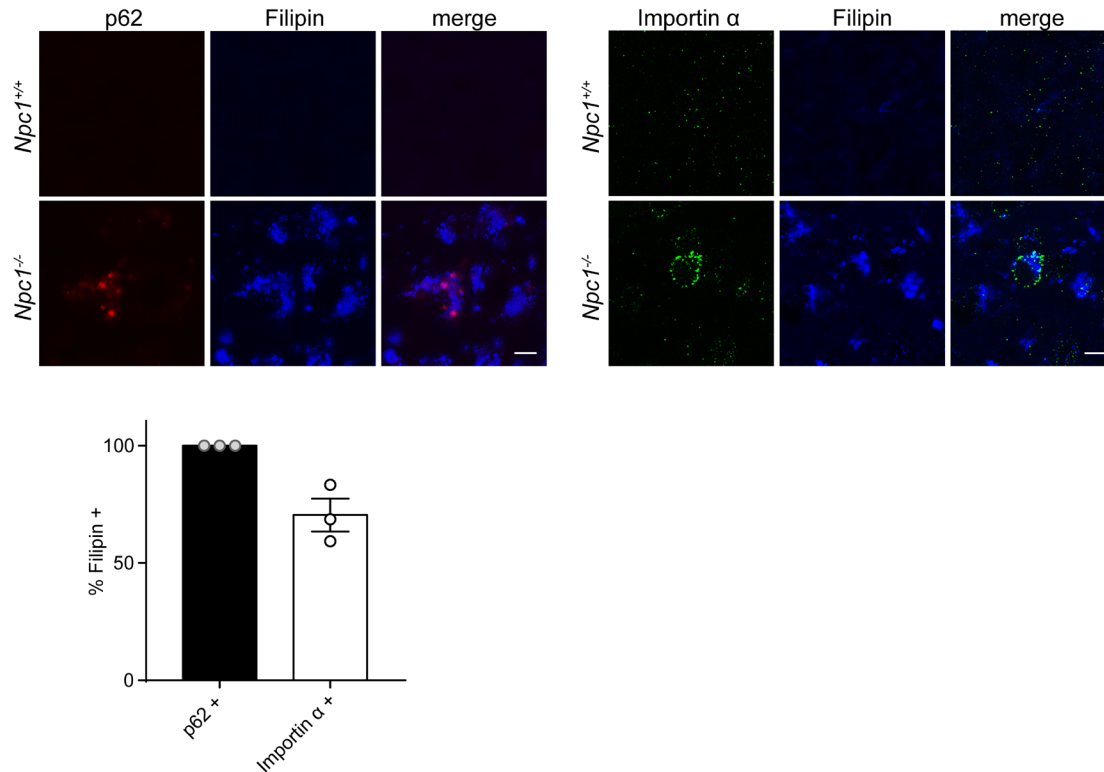 p62 Filipin merge
Npc1+/+
Npc1-/-
Importin α Filipin merge
Npc1+/+
Npc1-/-
% Filipin +
100
50
0
p62 +
Importin α +